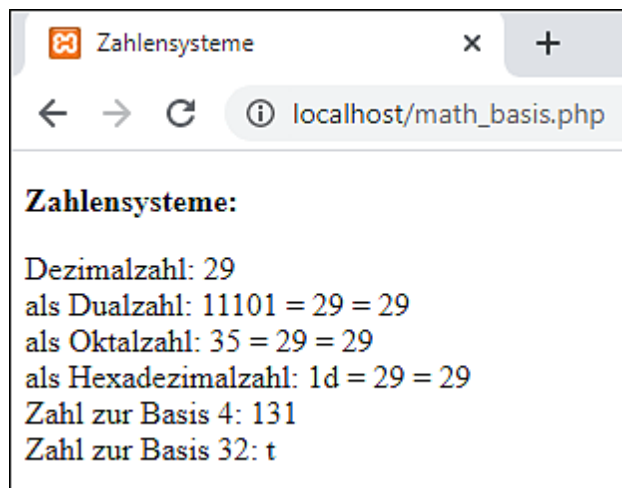 Zahlensysteme
localhost/math_basis.php
Zahlensysteme:
Dezimalzahl: 29
als Dualzahl: 11101 = 29 = 29
als Oktalzahl: 35 = 29 = 29
als Hexadezimalzahl: 1d = 29 = 29
Zahl zur Basis 4: 131
Zahl zur Basis 32: t